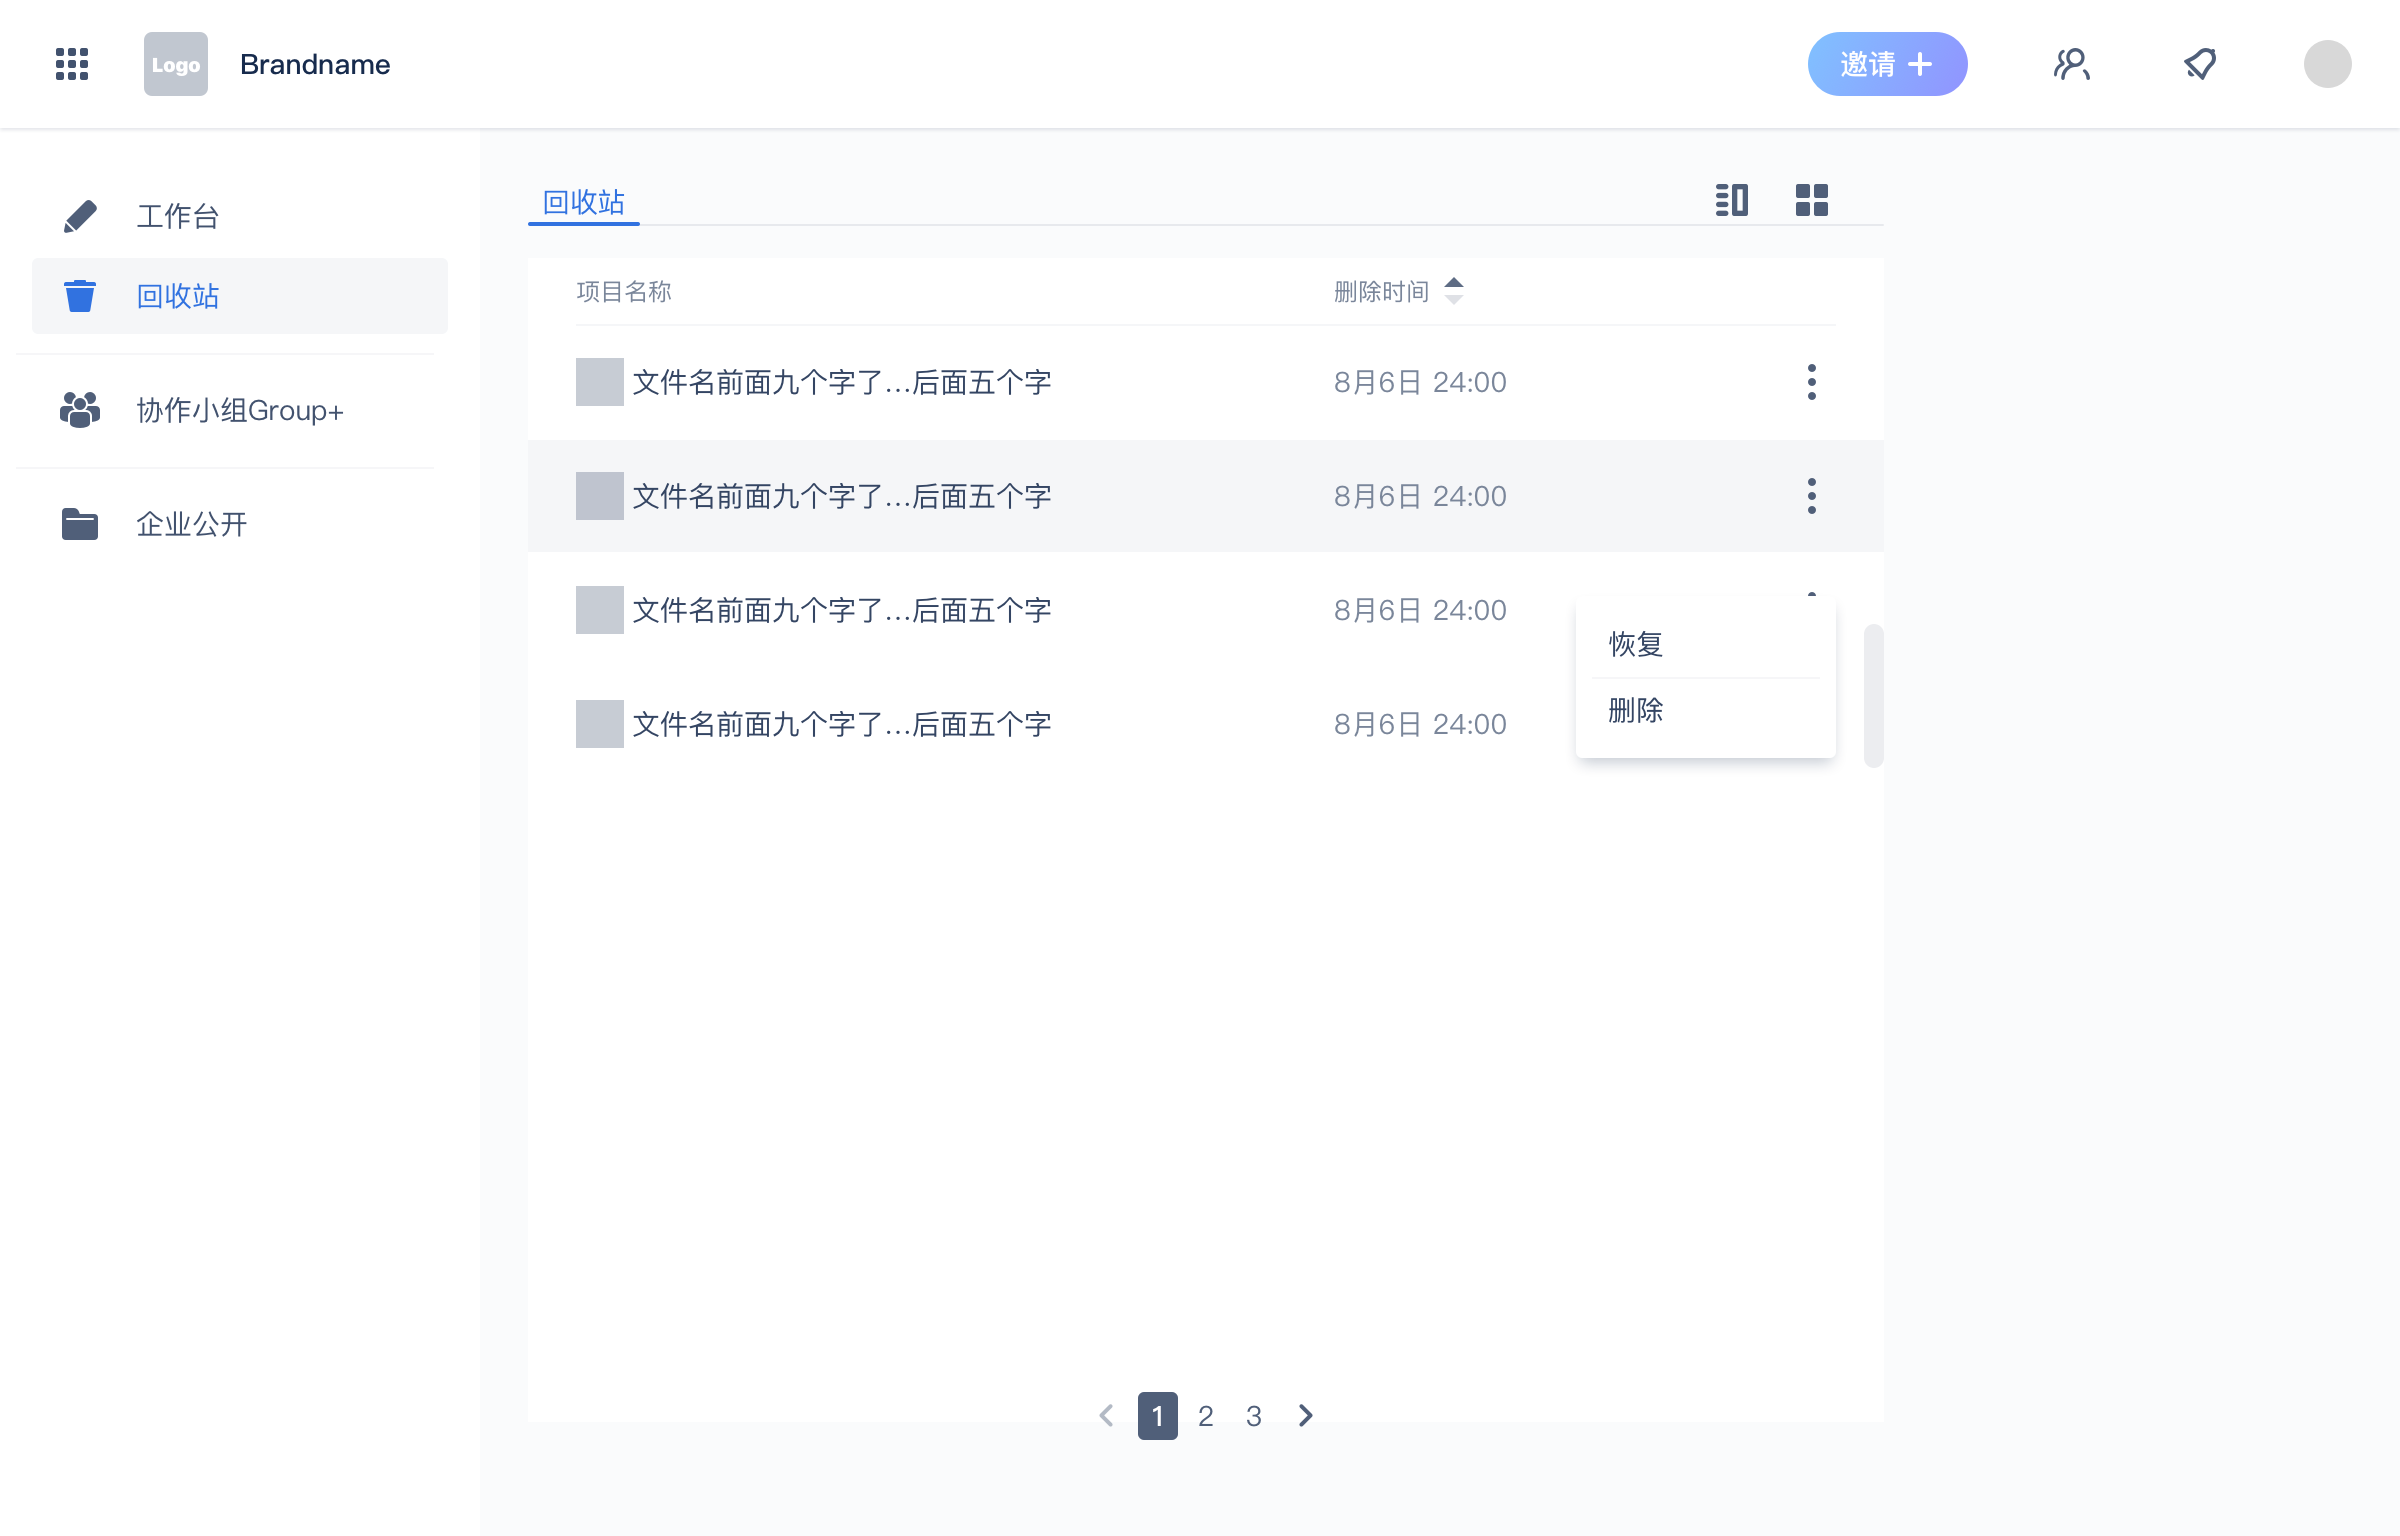 Logo
Brandname
邀请
工作台
回收站
协作小组Group+
企业公开
回收站
项目名称
删除时间
文件名前面九个字了...后面五个字
8月6日 24:00
文件名前面九个字了...后面五个字
8月6日 24:00
文件名前面九个字了...后面五个字
8月6日 24:00
文件名前面九个字了...后面五个字
8月6日 24:00
恢复
删除
1 2 3